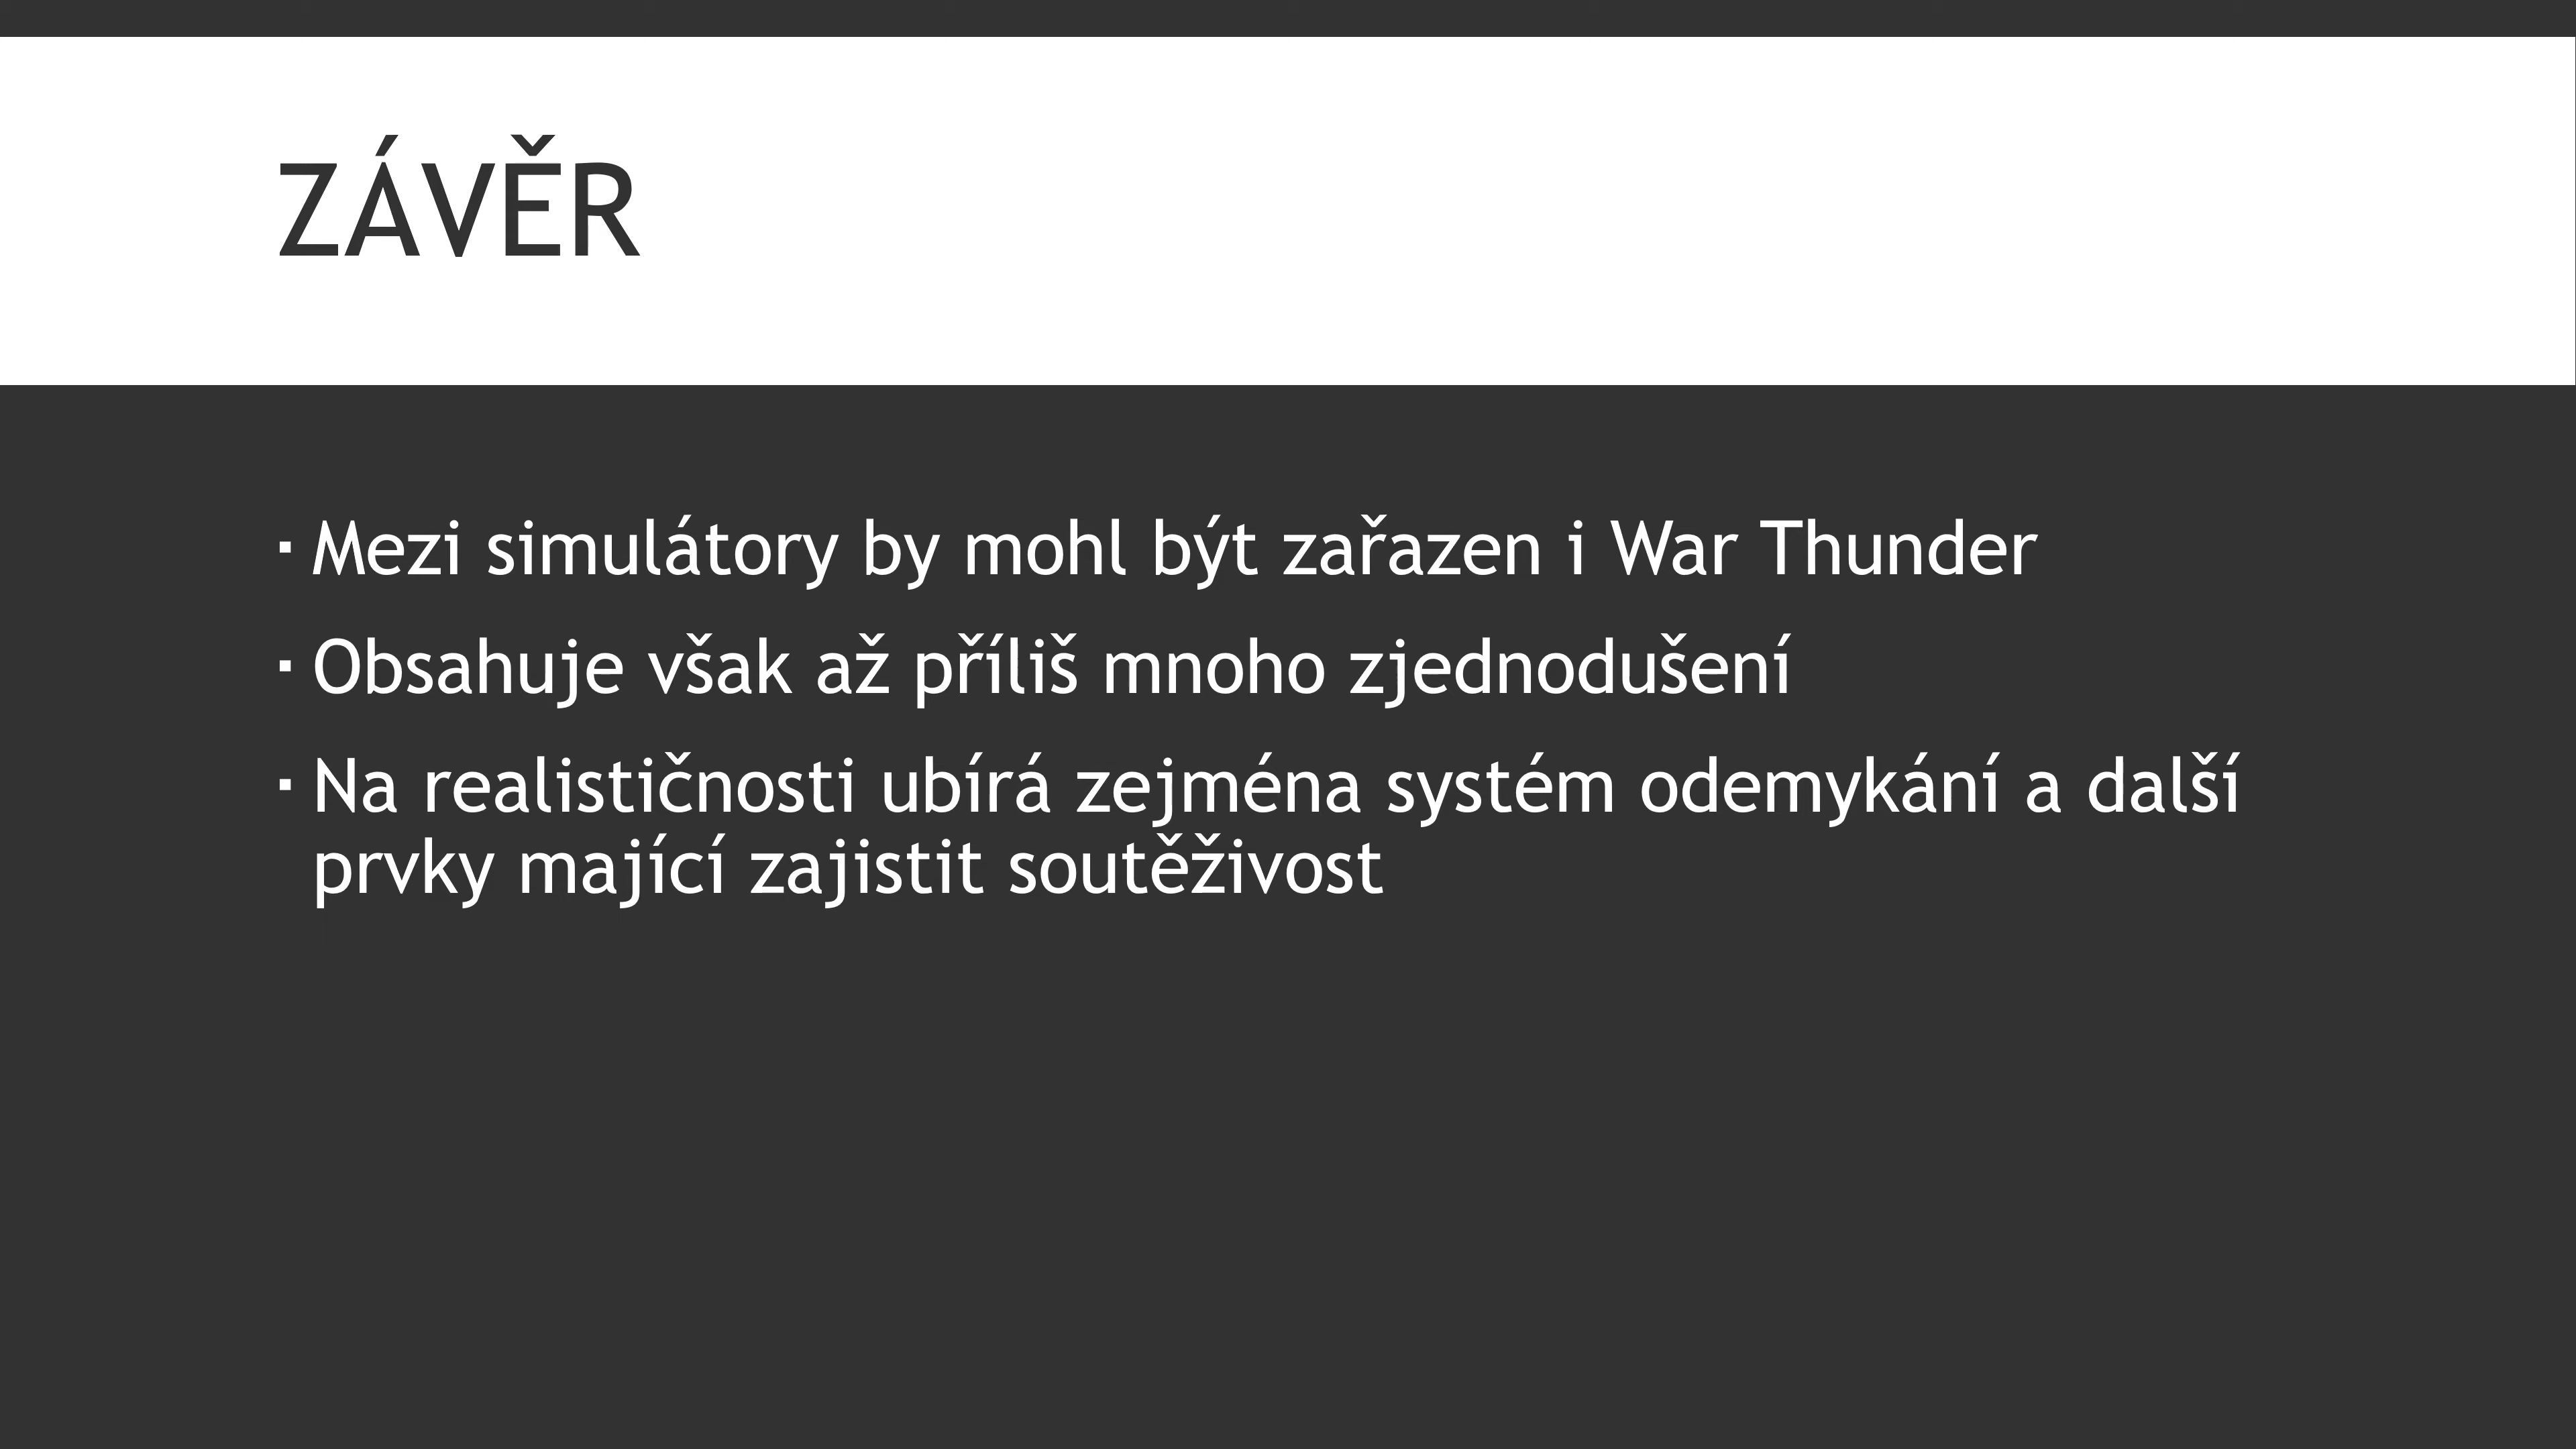 ZÁVĚR
▪ Mezi simulátory by mohl být zařazen i War Thunder
▪ Obsahuje však až příliš mnoho zjednodušení
▪ Na realističnosti ubírá zejména systém odemykání a další
prvky mající zajistit soutěživost